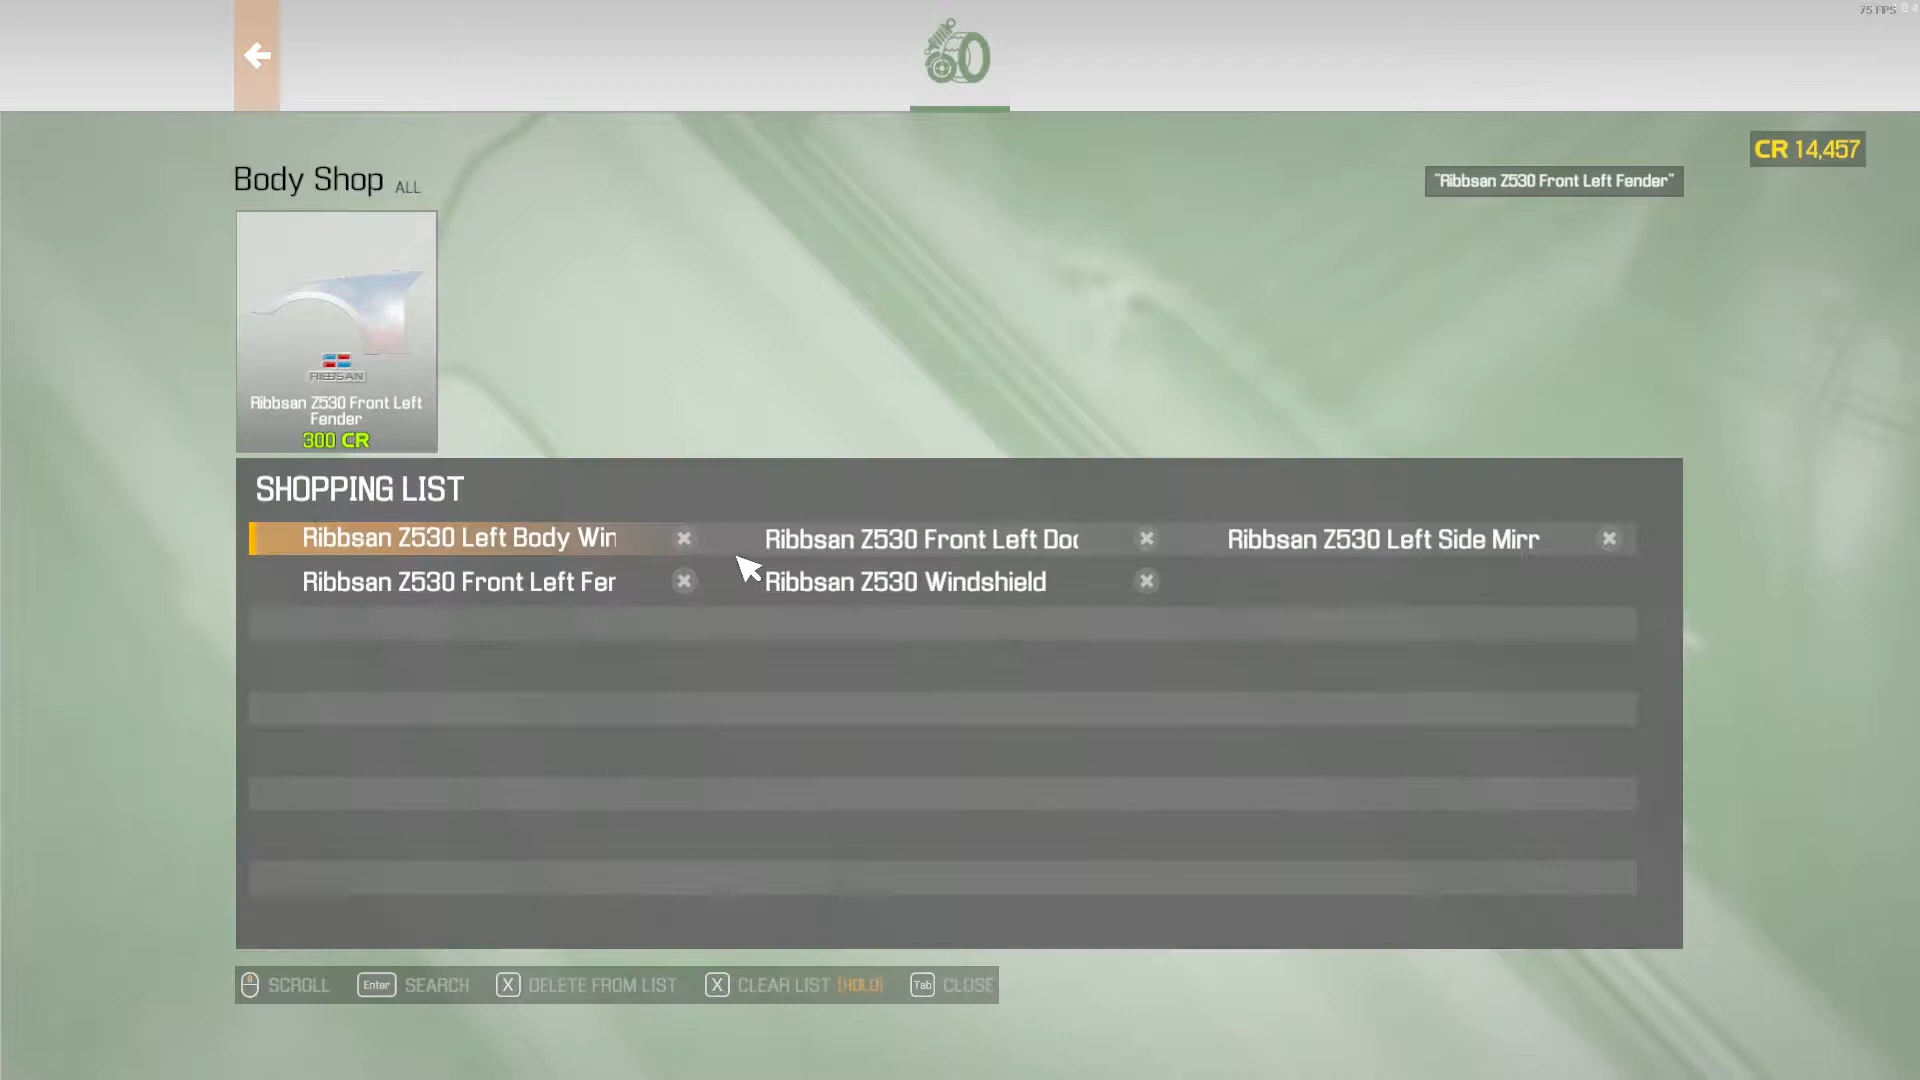 75 FPS
CR 14,457
Body Shop ALL
"Ribbsan Z530 Front Left Fender"
RIBBSAN
Ribbsan Z530 Front Left
Fender
300 CR
SHOPPING LIST
Ribbsan Z530 Left Body Win
Ribbsan Z530 Front Left Doo
Ribbsan Z530 Left Side Mirr
Ribbsan Z530 Front Left Fer
Ribbsan Z530 Windshield
SCROLL
Enter SEARCH
X DELETE FROM LIST
X CLEAR LIST [HOLD]
Tab CLOSE